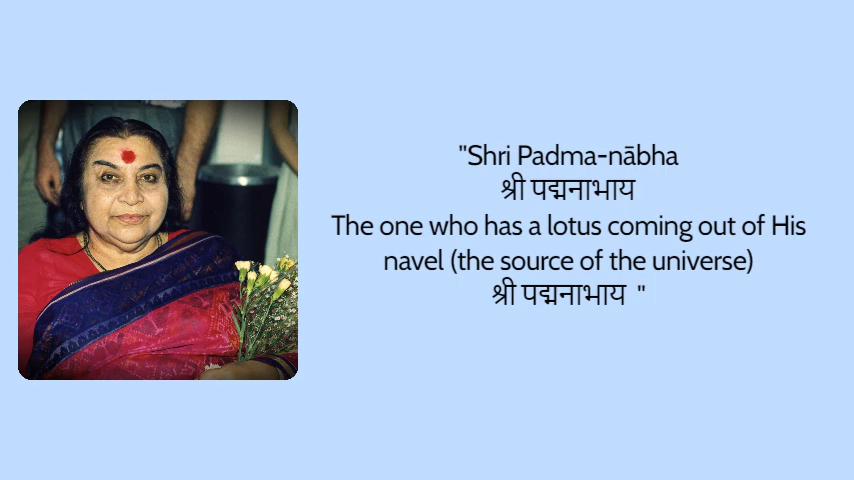 "Shri Padma-nābha
श्री पद्मनाभाय
The one who has a lotus coming out of His
navel (the source of the universe)
श्री पद्मनाभाय "